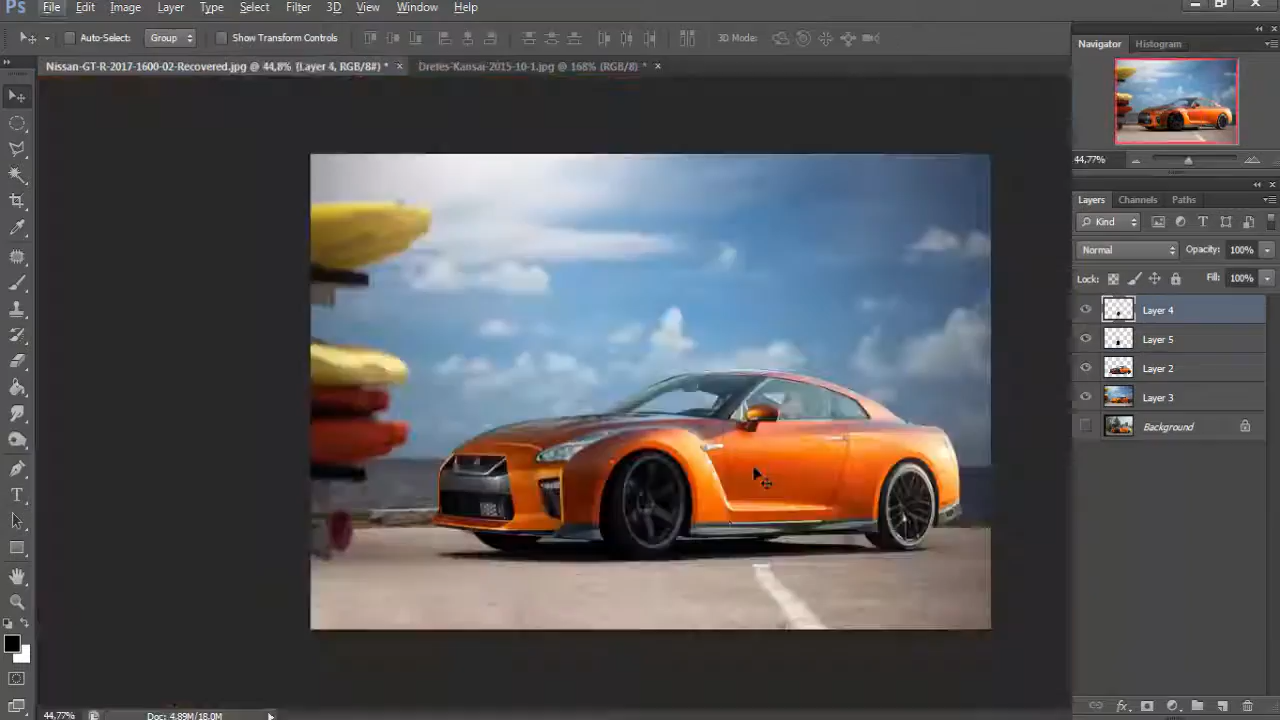 Ps File Edit Image Layer Type Select Filter 3D View Window Help
Auto-Select: Group Show Transform Controls 3D Mode:
Nissan-GT-R-2017-1600-02-Recovered.jpg @ 44,8% (Layer 4, RGB/8#) * × Dretes-Kansai-2015-10-1.jpg @ 168% (RGB/8) * ×
Navigator Histogram
44,77%
Layers Channels Paths
Kind
Normal Opacity: 100%
Lock: Fill: 100%
Layer 4
Layer 5
Layer 2
Layer 3
Background
44,77% Doc: 4,89M/18,0M